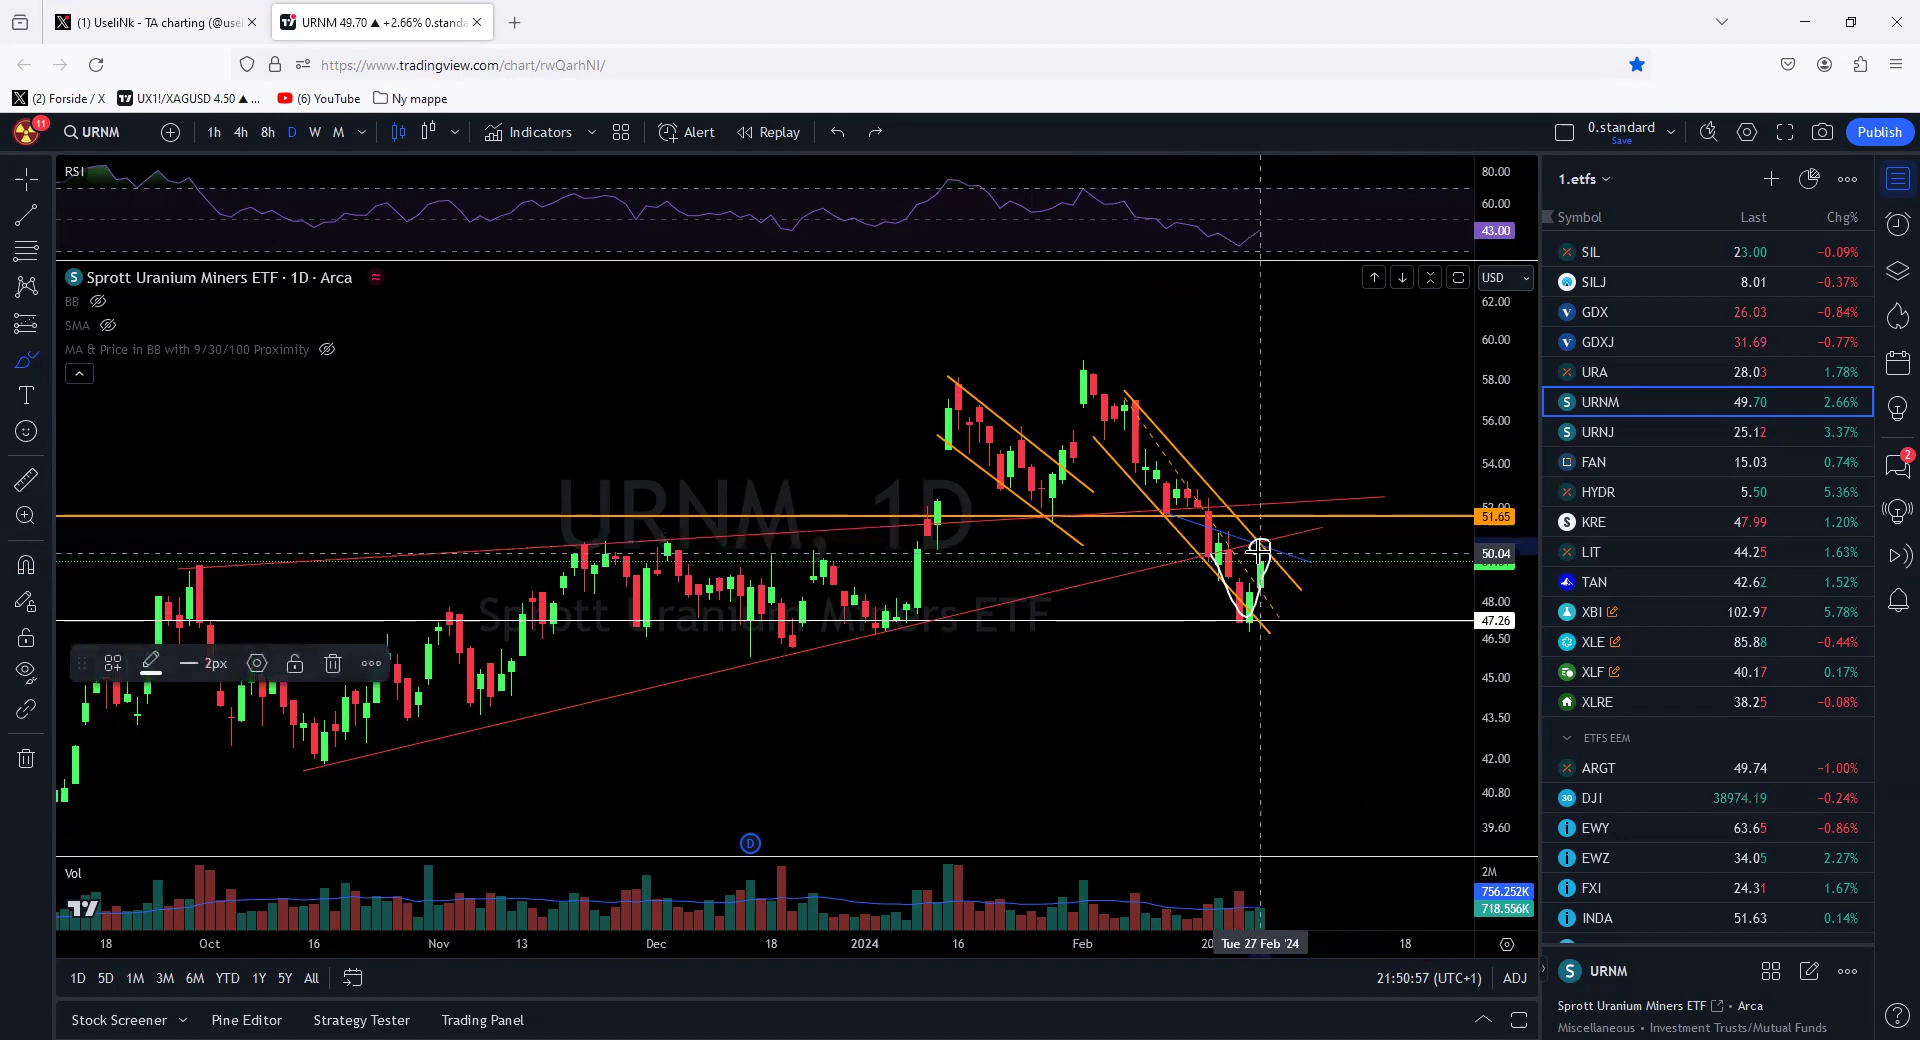 (1) UseliNk - TA charting (@usel
URNM 49.70 ▲ +2.66% 0.standa
https://www.tradingview.com/chart/rwQarhNI/
(2) Forside / X
UX1!/XAGUSD 4.50 ▲ ...
(6) YouTube
Ny mappe
11
URNM
1h 4h 8h D W M
Indicators
Alert
Replay
0.standard
Save
Publish
RSI
80.00
60.00
43.00
Sprott Uranium Miners ETF · 1D · Arca
USD
BB
SMA
MA & Price in BB with 9/30/100 Proximity
62.00
60.00
58.00
56.00
54.00
52.00
51.65
50.04
48.00
47.26
46.50
45.00
43.50
42.00
40.80
39.60
URNM, 1D
Sprott Uranium Miners ETF
2px
D
Vol
2M
756.252K
718.556K
18 Oct 16 Nov 13 Dec 18 2024 16 Feb 20 Tue 27 Feb '24 18
1D 5D 1M 3M 6M YTD 1Y 5Y All
21:50:57 (UTC+1) ADJ
Stock Screener Pine Editor Strategy Tester Trading Panel
1.etfs
Symbol Last Chg%
SIL 23.00 −0.09%
SILJ 8.01 −0.37%
GDX 26.03 −0.84%
GDXJ 31.69 −0.77%
URA 28.03 1.78%
URNM 49.70 2.66%
URNJ 25.12 3.37%
FAN 15.03 0.74%
HYDR 5.50 5.36%
KRE 47.99 1.20%
LIT 44.25 1.63%
TAN 42.62 1.52%
XBI 102.97 5.78%
XLE 85.88 −0.44%
XLF 40.17 0.17%
XLRE 38.25 −0.08%
ETFS EEM
ARGT 49.74 −1.00%
DJI 38974.19 −0.24%
EWY 63.65 −0.86%
EWZ 34.05 2.27%
FXI 24.31 1.67%
INDA 51.63 0.14%
2
URNM
Sprott Uranium Miners ETF • Arca
Miscellaneous • Investment Trusts/Mutual Funds